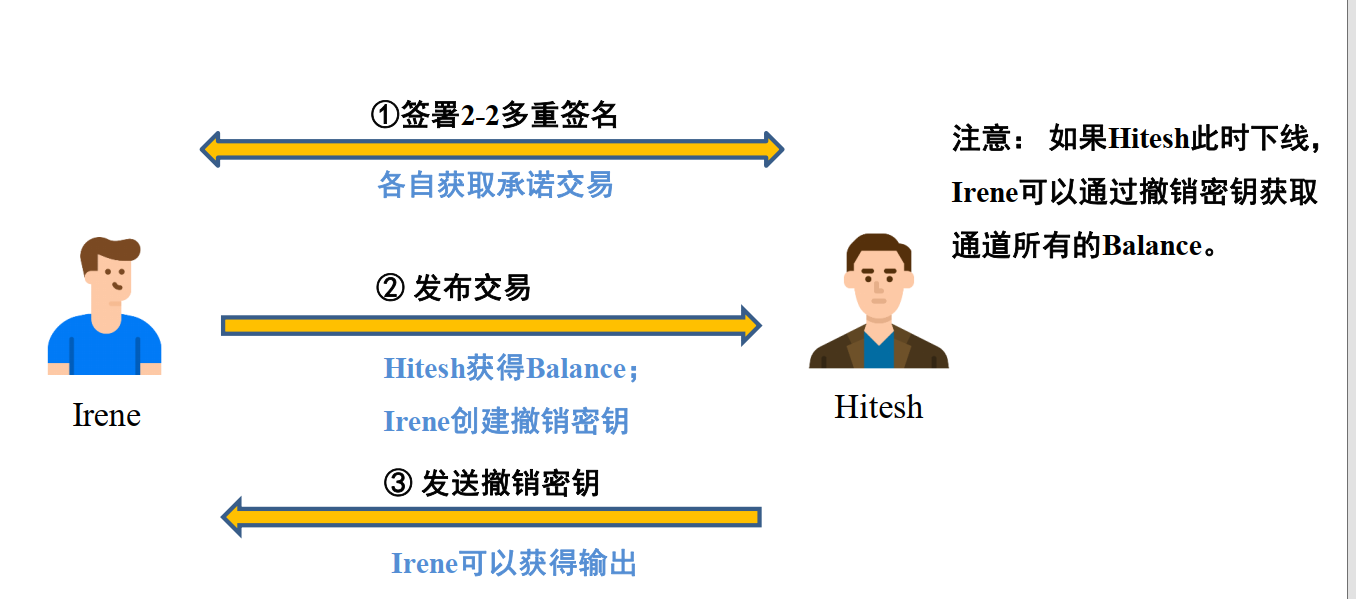 ①签署2-2多重签名
各自获取承诺交易
注意： 如果Hitesh此时下线，
Irene可以通过撤销密钥获取
通道所有的Balance。
② 发布交易
Hitesh获得Balance；
Irene创建撤销密钥
Irene
Hitesh
③ 发送撤销密钥
Irene可以获得输出